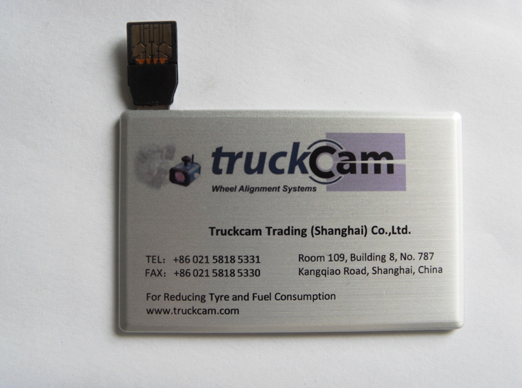 truckCam
Wheel Alignment Systems
Truckcam Trading (Shanghai) Co.,Ltd.
TEL: +86 021 5818 5331
Room 109, Building 8, No. 787
FAX: +86 021 5818 5330
Kangqiao Road, Shanghai, China
For Reducing Tyre and Fuel Consumption
www.truckcam.com